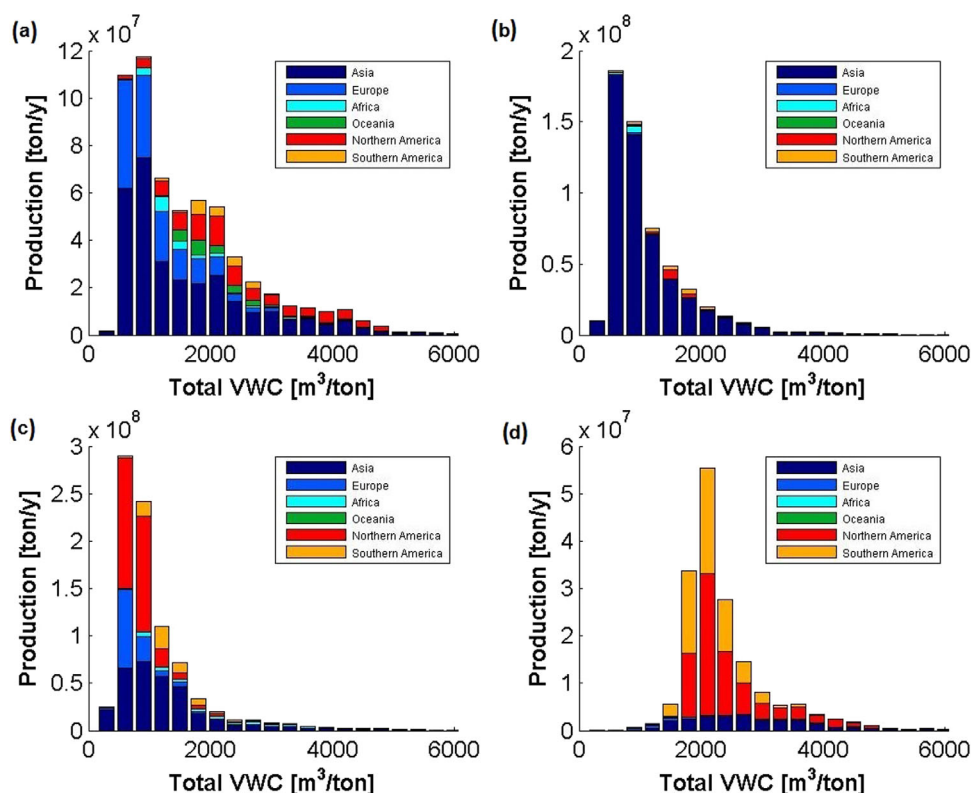 (a)
x 10^7
12
10
8
6
4
2
0
Production [ton/y]
Asia
Europe
Africa
Oceania
Northern America
Southern America
0 2000 4000 6000
Total VWC [m³/ton]
(b)
x 10^8
2
1.5
1
0.5
0
Production [ton/y]
Asia
Europe
Africa
Oceania
Northern America
Southern America
0 2000 4000 6000
Total VWC [m³/ton]
(c)
x 10^8
3
2.5
2
1.5
1
0.5
0
Production [ton/y]
Asia
Europe
Africa
Oceania
Northern America
Southern America
0 2000 4000 6000
Total VWC [m³/ton]
(d)
x 10^7
6
5
4
3
2
1
0
Production [ton/y]
Asia
Europe
Africa
Oceania
Northern America
Southern America
0 2000 4000 6000
Total VWC [m³/ton]